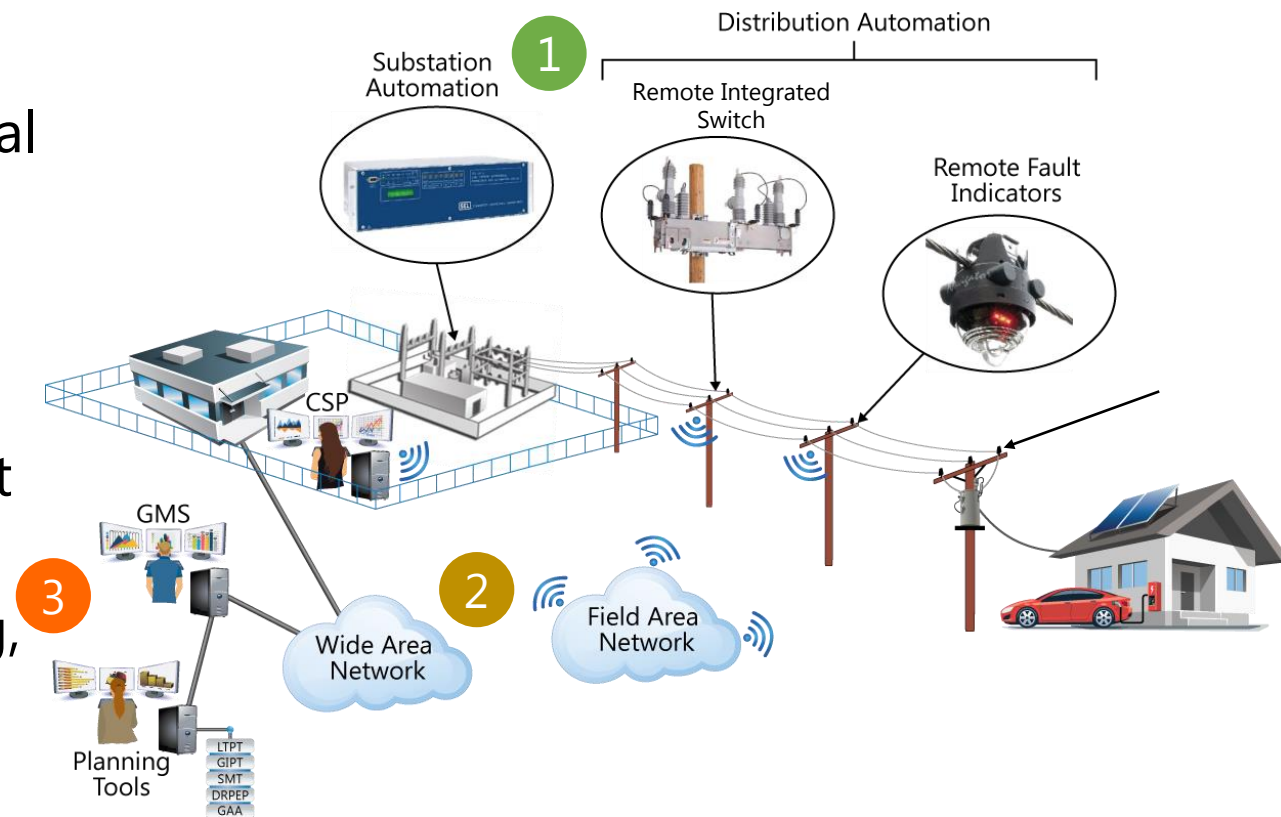 Distribution Automation
1
Substation
Automation
Remote Integrated
Switch
Remote Fault
Indicators
al
SEL
CSP
t
GMS
3
g,
2
Wide Area
Network
Field Area
Network
Planning
Tools
LTPT
GIPT
SMT
DRPEP
GAA